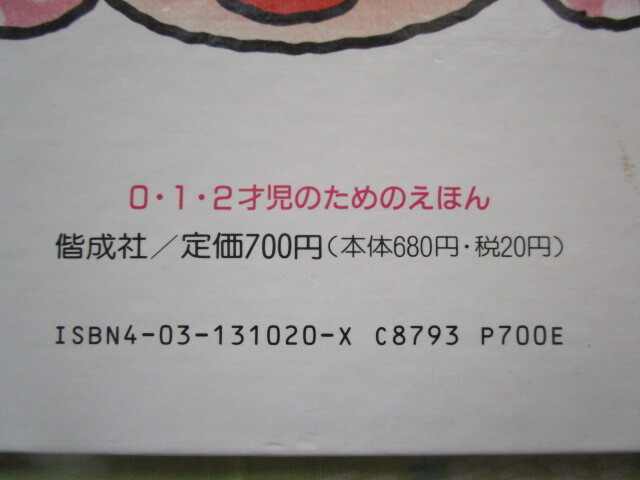 0・1・2才児のためのえほん
偕成社／定価700円(本体680円・税20円)
ISBN4-03-131020-X C8793 P700E